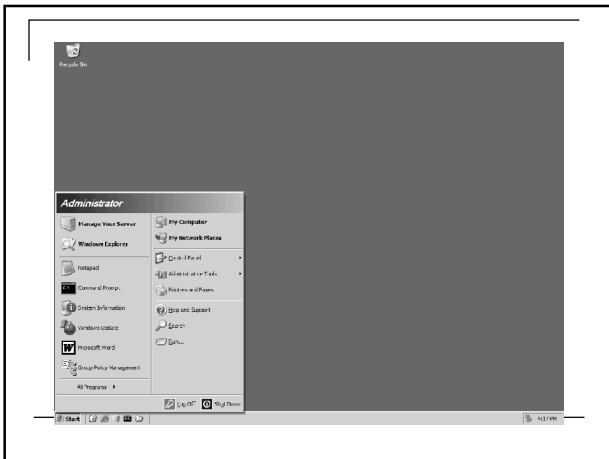 Recycle Bin
Administrator
Manage Your Server
Windows Explorer
Notepad
Command Prompt
System Information
Windows Update
Microsoft Word
Group Policy Management
All Programs
My Computer
My Network Places
Control Panel
Administrative Tools
Printers and Faxes
Help and Support
Search
Run...
Log Off
Shut Down
Start